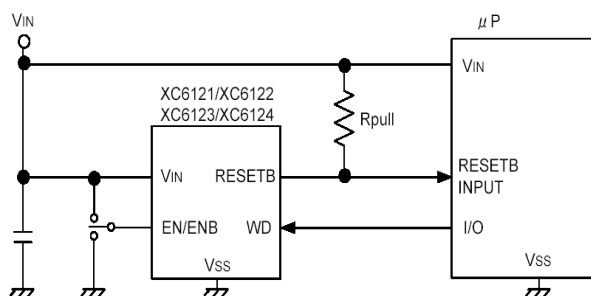 VIN
μP
VIN
XC6121/XC6122
XC6123/XC6124
Rpull
VIN
RESETB
RESETB
INPUT
EN/ENB
WD
I/O
VSS
VSS